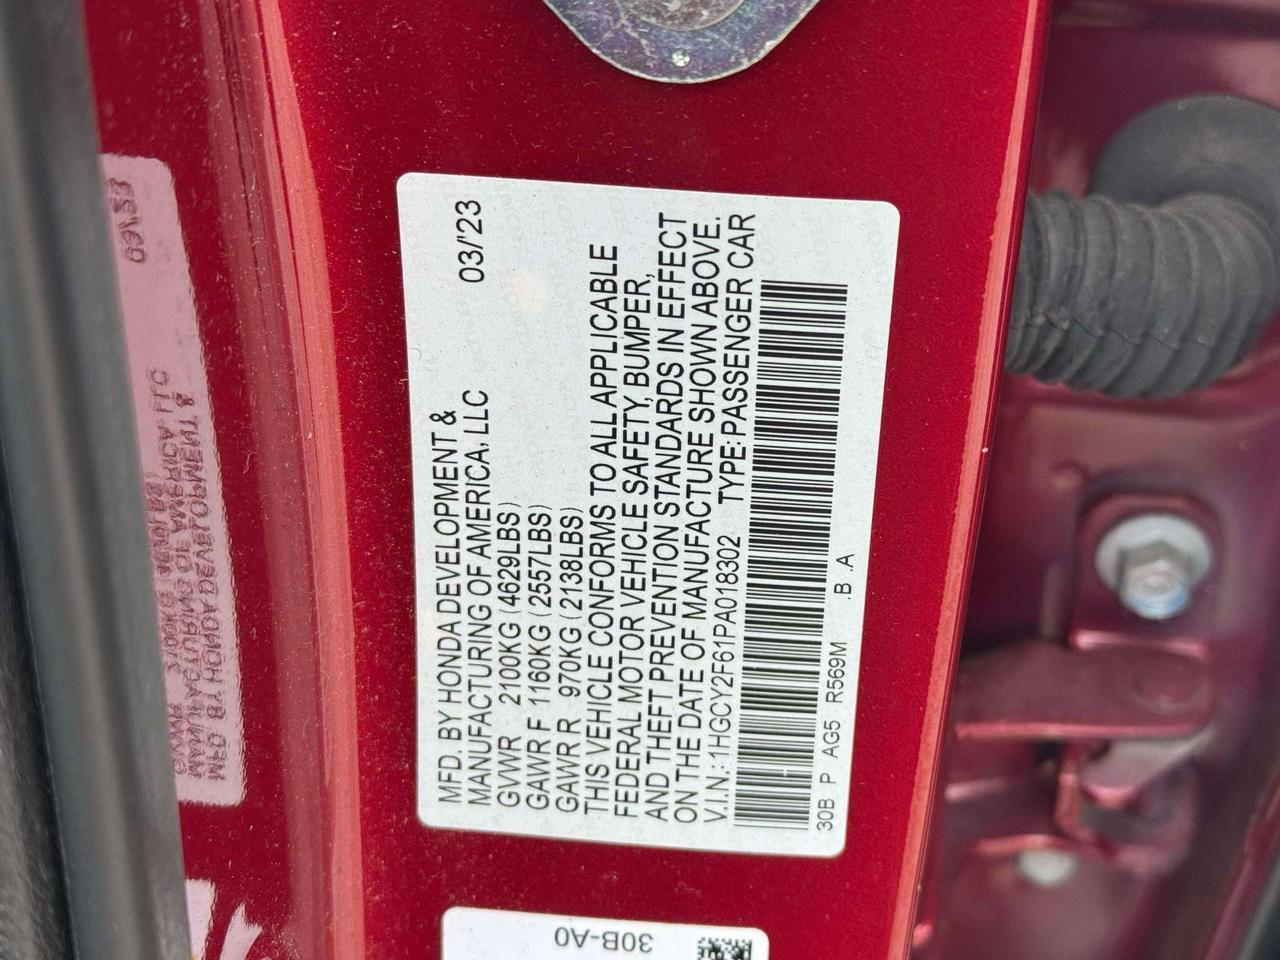 MFD. BY HONDA DEVELOPMENT &
MANUFACTURING OF AMERICA, LLC 03/'23
GVWR 2100KG (4629LBS)
GAWR F 1160KG (2557LBS)
GAWR R 970KG (2138LBS)
THIS VEHICLE CONFORMS TO ALL APPLICABLE
FEDERAL MOTOR VEHICLE SAFETY, BUMPER,
AND THEFT PREVENTION STANDARDS IN EFFECT
ON THE DATE OF MANUFACTURE SHOWN ABOVE.
V.I.N.:1HGCY2F61PA018302 TYPE:PASSENGER CAR
30B P AG5 R569M .B .A
30B-A0